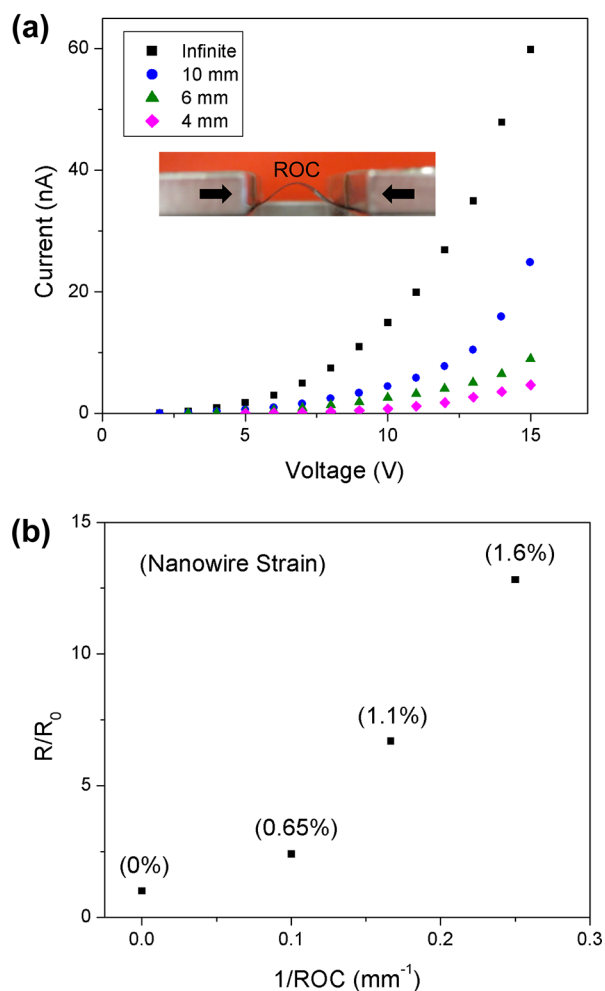 (a)
60
40
20
0
Current (nA)
Infinite
10 mm
6 mm
4 mm
ROC
0
5
10
15
Voltage (V)
(b)
15
10
5
0
R/R₀
(Nanowire Strain)
(1.6%)
(1.1%)
(0.65%)
(0%)
0.0
0.1
0.2
0.3
1/ROC (mm⁻¹)